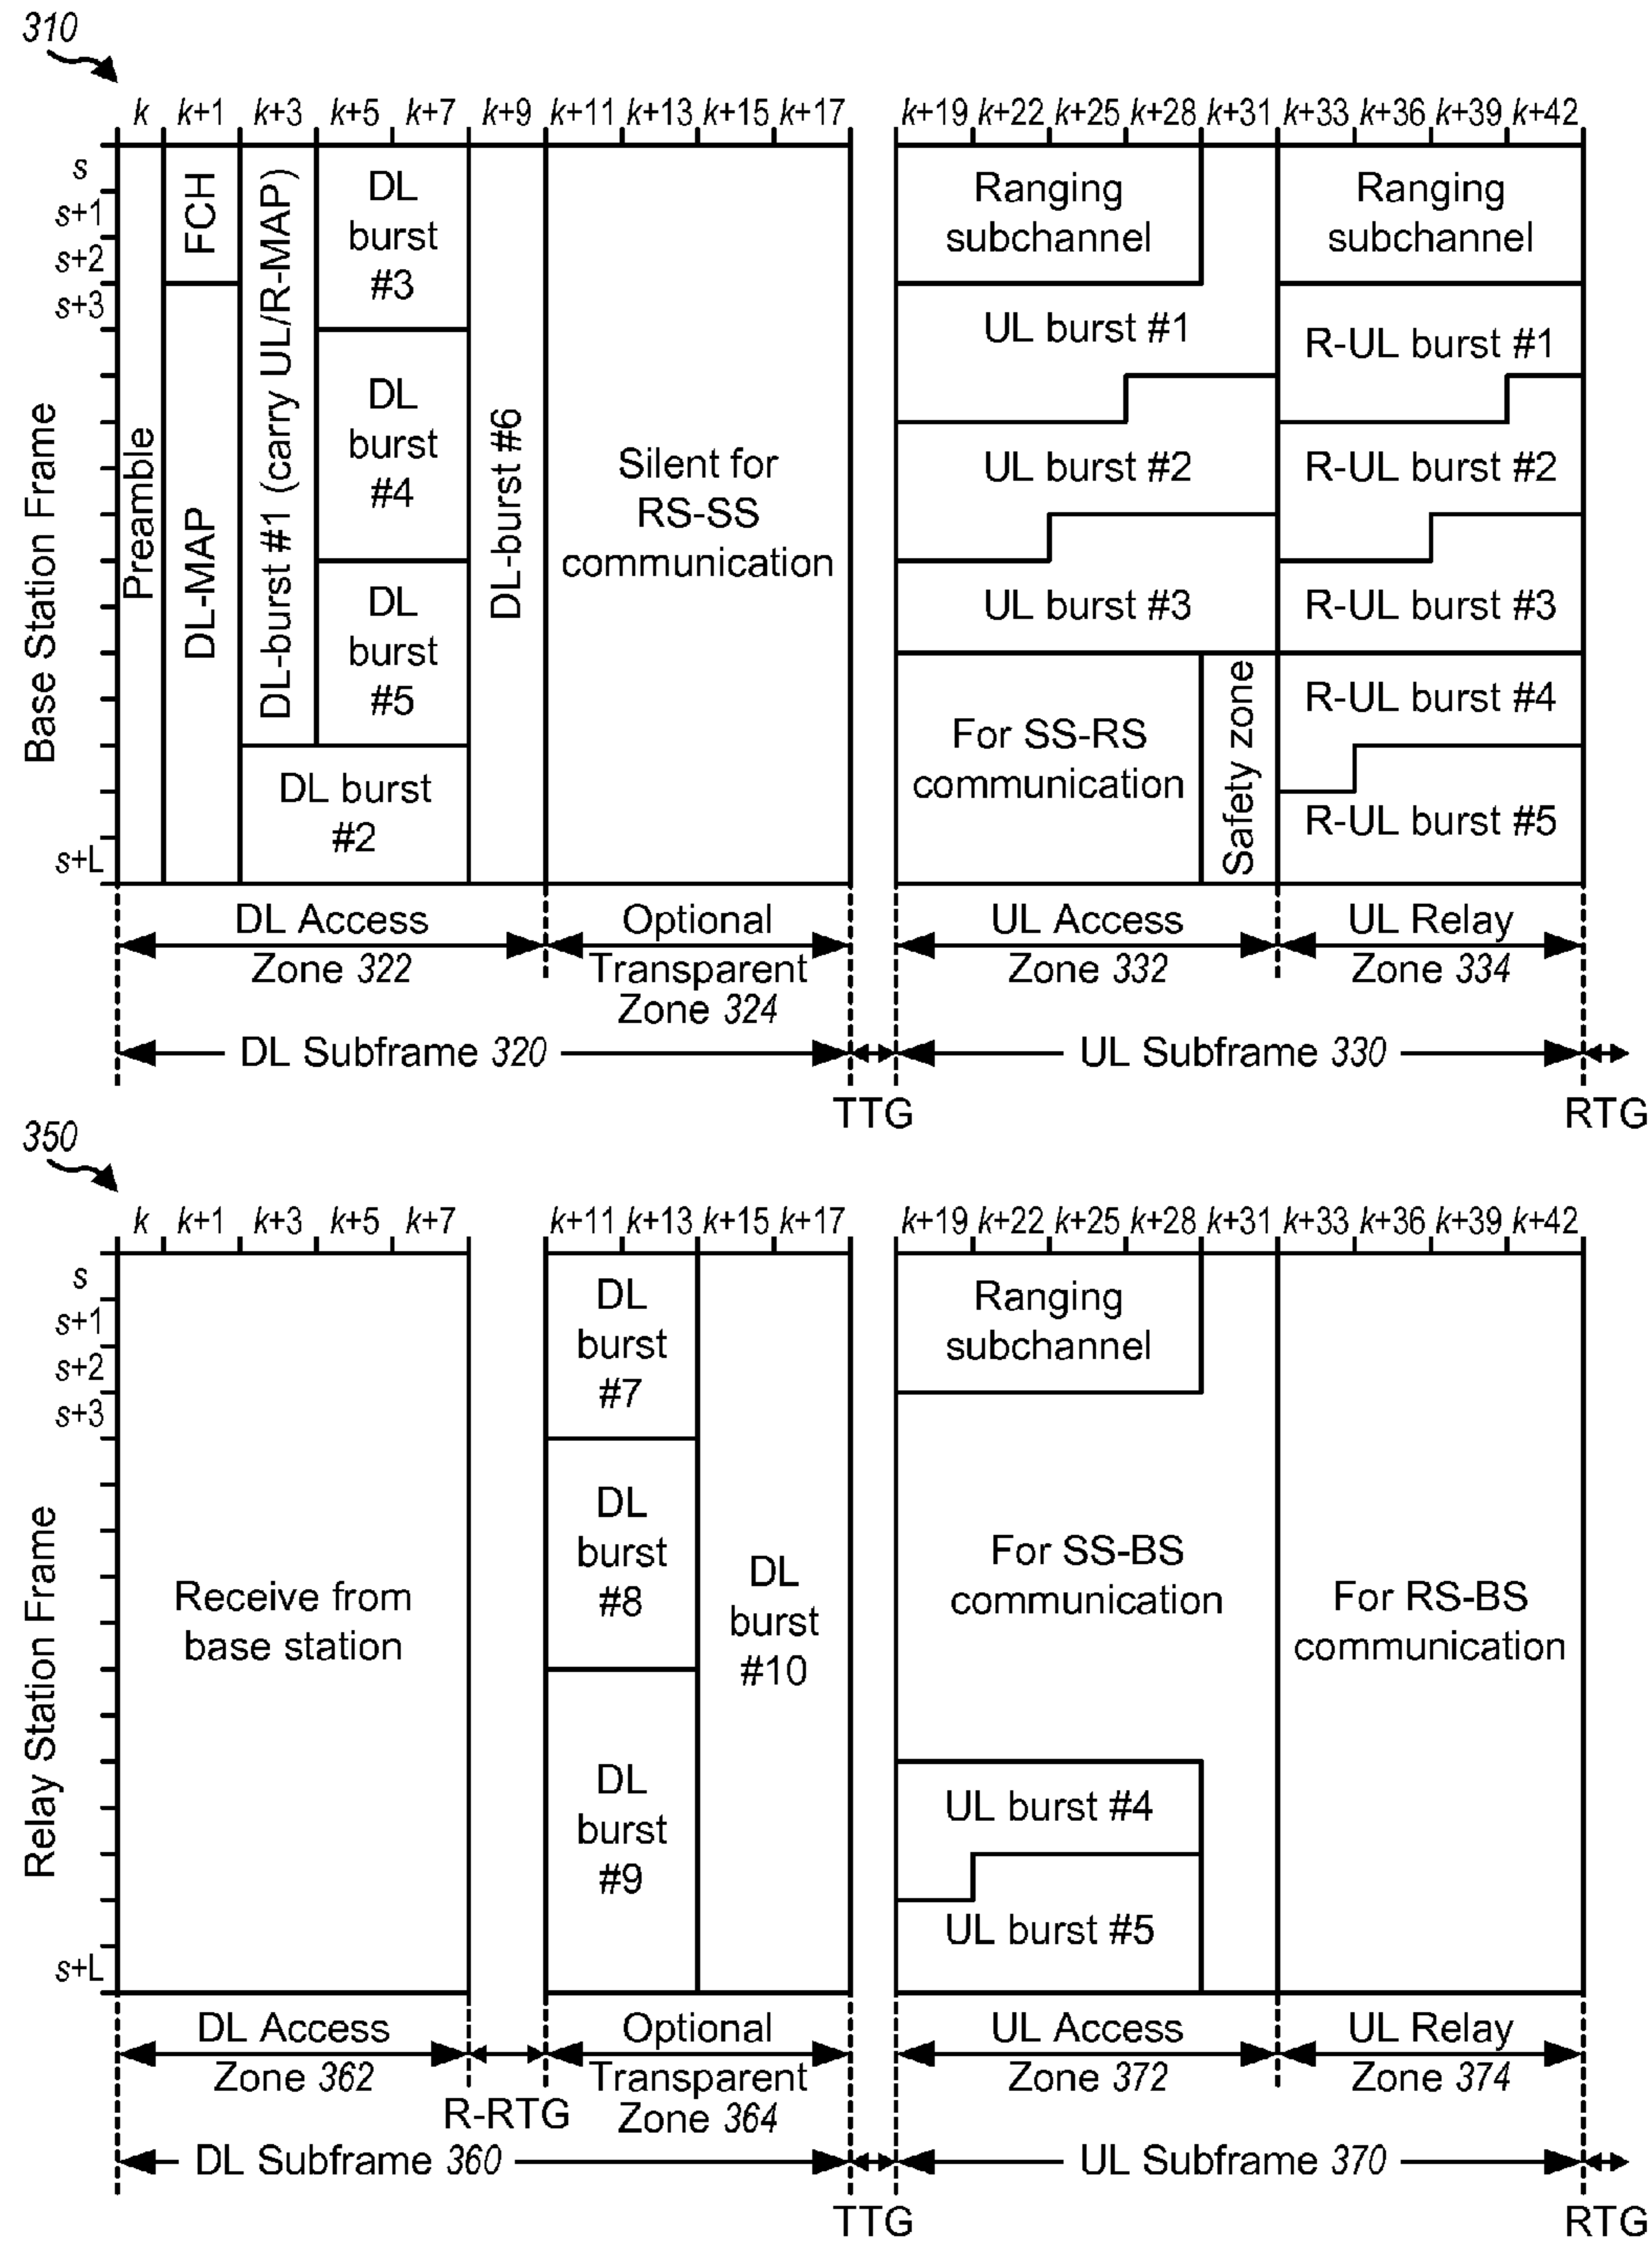 310
k k+1 k+3 k+5 k+7 k+9 k+11 k+13 k+15 k+17 k+19 k+22 k+25 k+28 k+31 k+33 k+36 k+39 k+42
s
s+1
s+2
s+3
s+L
Base Station Frame
Preamble
FCH
DL-MAP
DL-burst #1 (carry UL/R-MAP)
DL
burst
#3
DL
burst
#4
DL
burst
#5
DL burst
#2
DL-burst #6
Silent for
RS-SS
communication
Ranging
subchannel
UL burst #1
UL burst #2
UL burst #3
For SS-RS
communication
Safety zone
Ranging
subchannel
R-UL burst #1
R-UL burst #2
R-UL burst #3
R-UL burst #4
R-UL burst #5
DL Access
Zone 322
Optional
Transparent
Zone 324
UL Access
Zone 332
UL Relay
Zone 334
DL Subframe 320
UL Subframe 330
TTG
RTG
350
k k+1 k+3 k+5 k+7 k+11 k+13 k+15 k+17 k+19 k+22 k+25 k+28 k+31 k+33 k+36 k+39 k+42
s
s+1
s+2
s+3
s+L
Relay Station Frame
Receive from
base station
DL
burst
#7
DL
burst
#8
DL
burst
#9
DL
burst
#10
Ranging
subchannel
For SS-BS
communication
UL burst #4
UL burst #5
For RS-BS
communication
DL Access
Zone 362
R-RTG
Optional
Transparent
Zone 364
UL Access
Zone 372
UL Relay
Zone 374
DL Subframe 360
UL Subframe 370
TTG
RTG